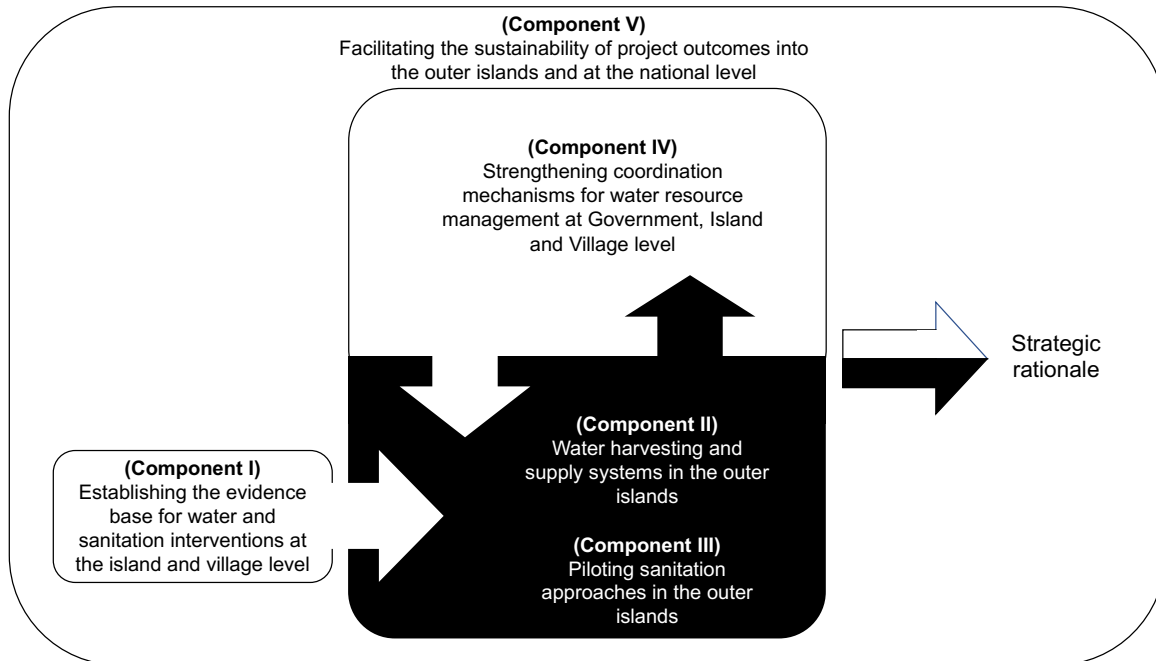 (Component V)
Facilitating the sustainability of project outcomes into
the outer islands and at the national level
(Component IV)
Strengthening coordination
mechanisms for water resource
management at Government, Island
and Village level
Strategic
rationale
(Component II)
Water harvesting and
supply systems in the outer
islands
(Component I)
Establishing the evidence
base for water and
sanitation interventions at
the island and village level
(Component III)
Piloting sanitation
approaches in the outer
islands